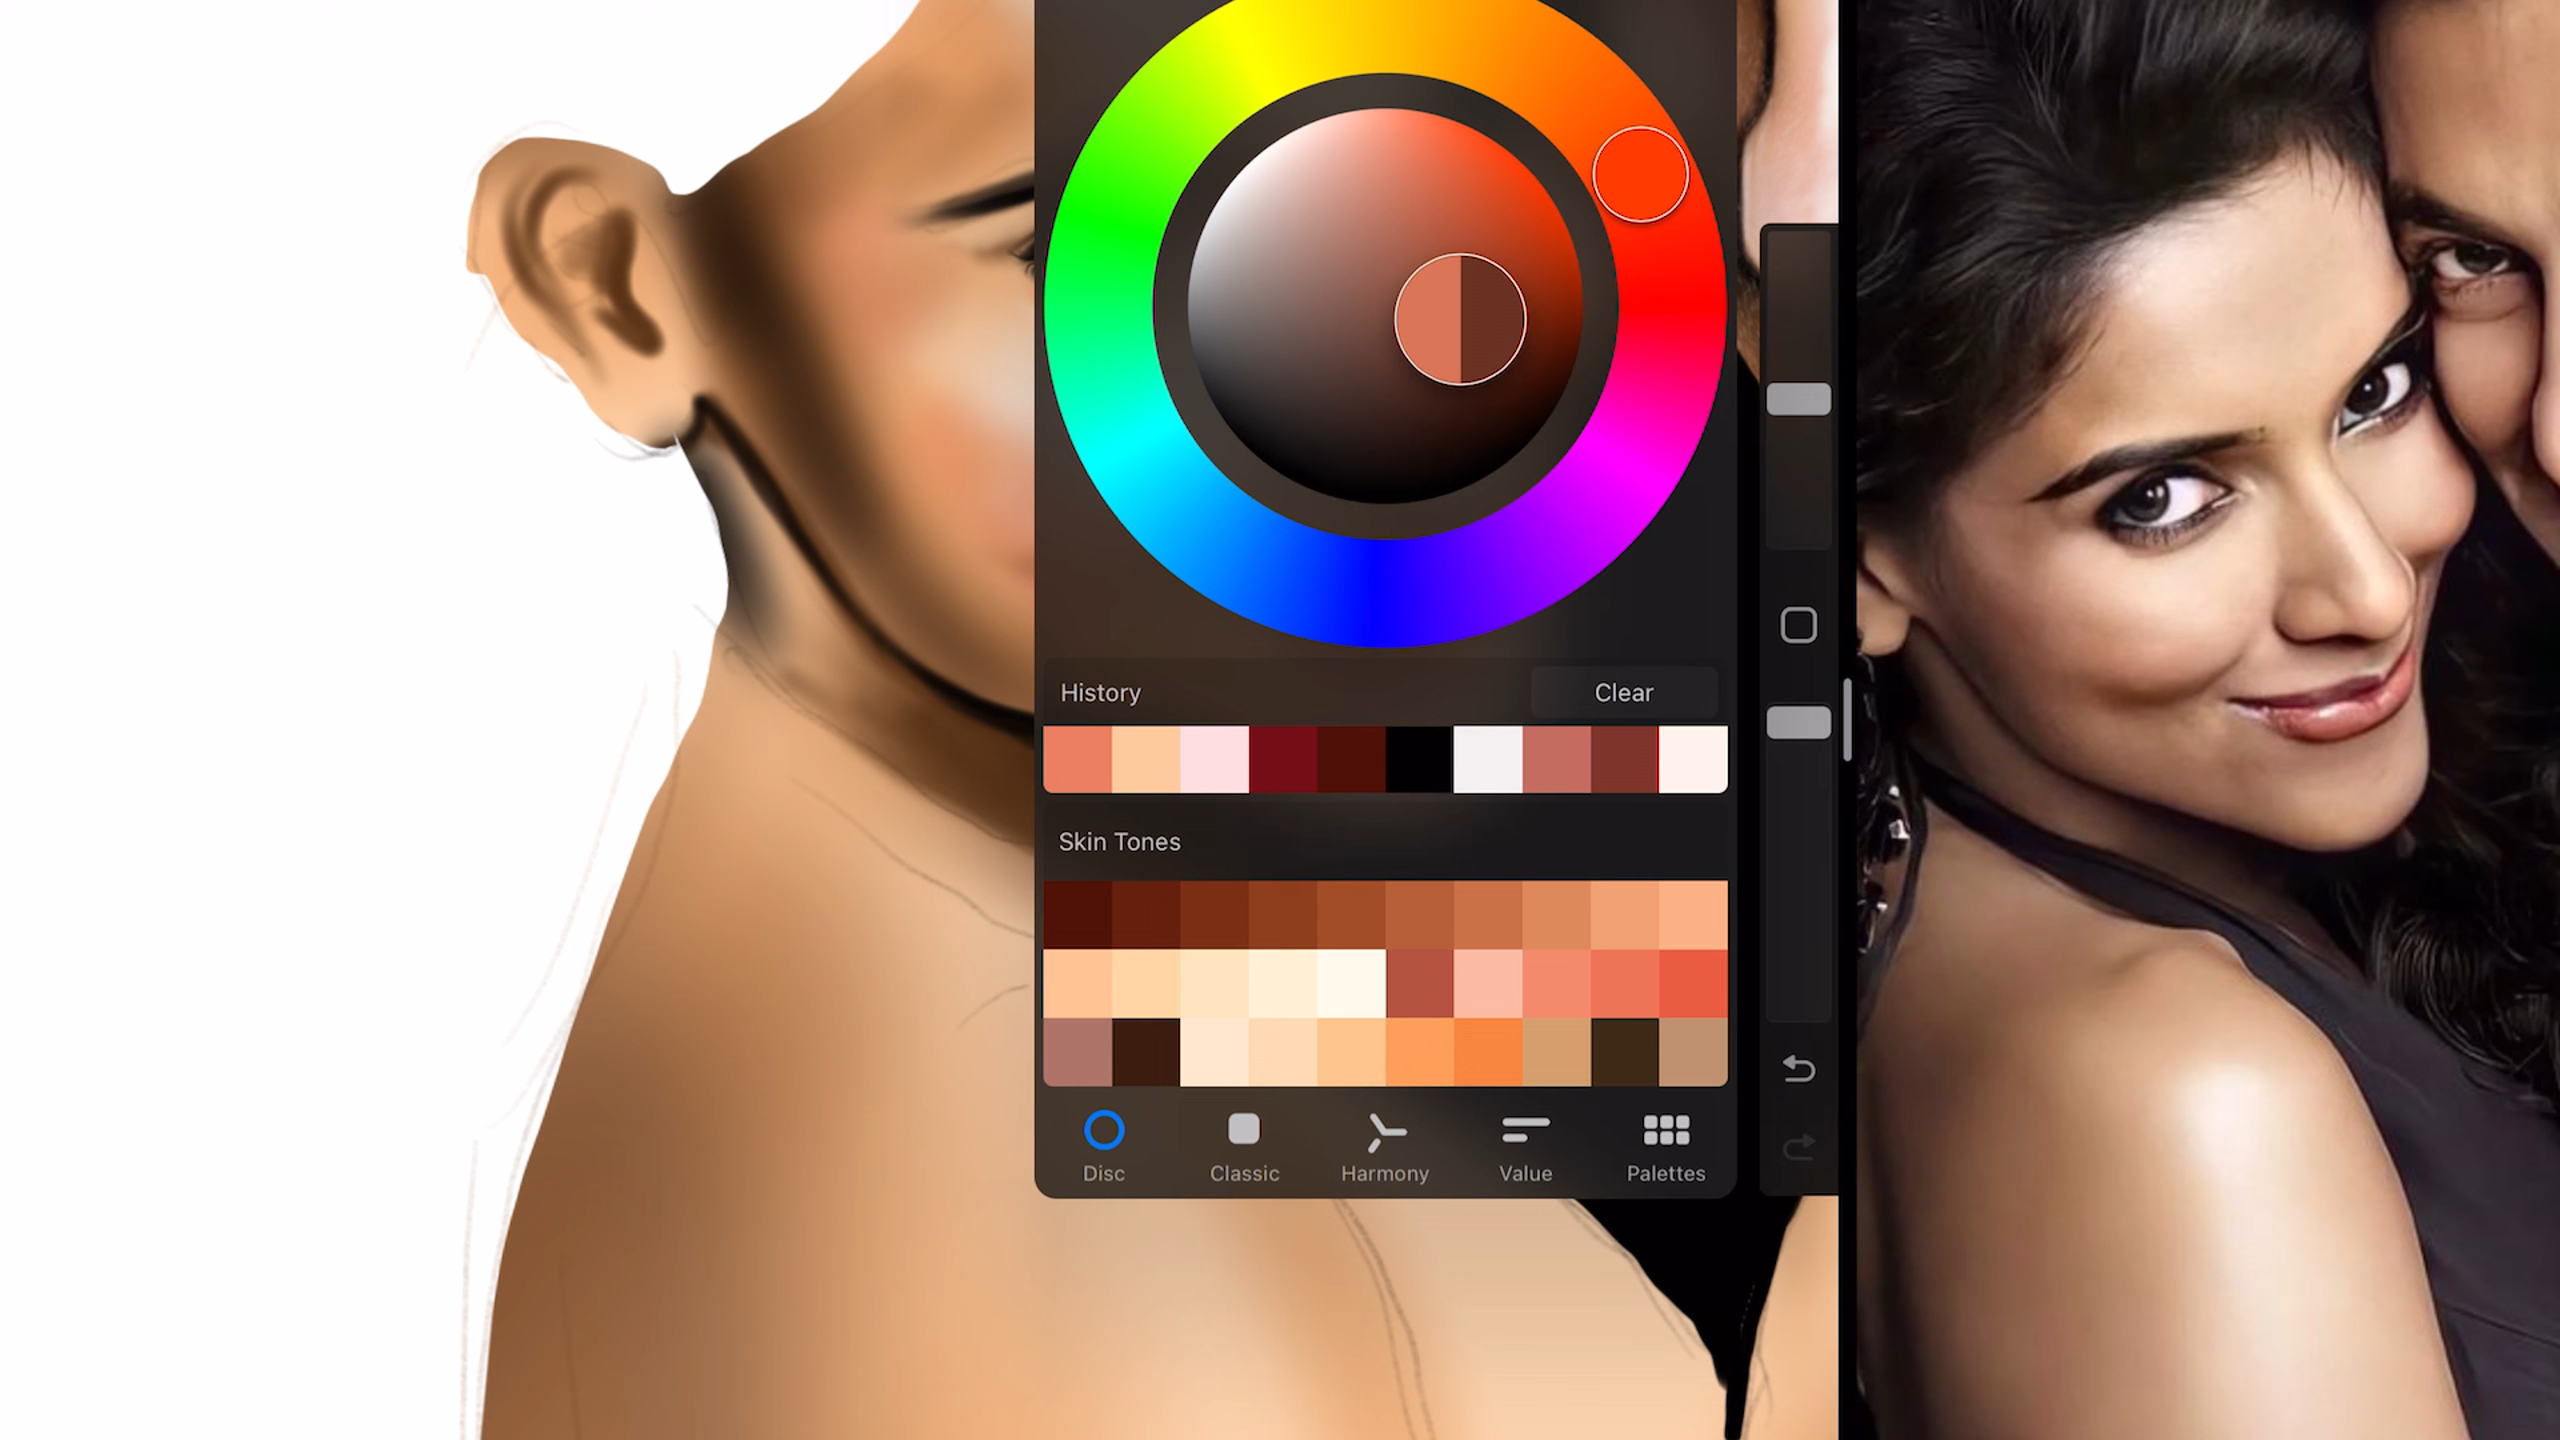 History
Clear
Skin Tones
Disc
Classic
Harmony
Value
Palettes